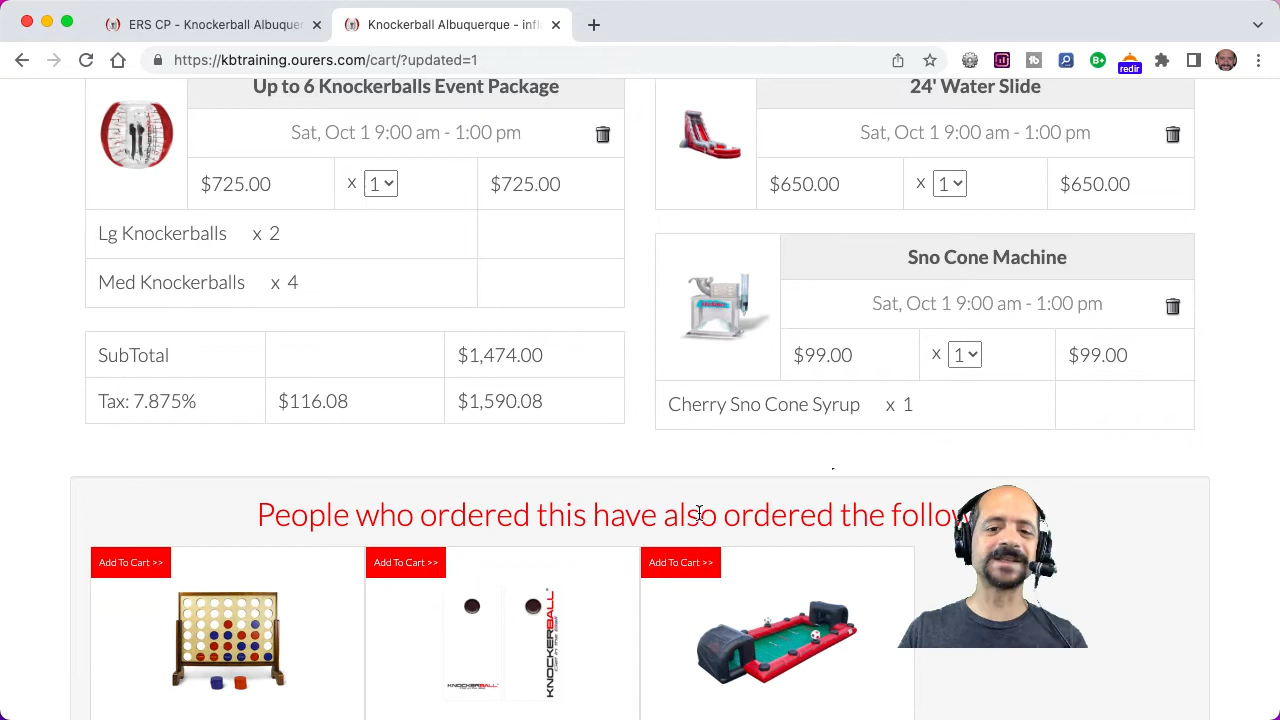 ERS CP - Knockerball Albuquer
Knockerball Albuquerque - infl
https://kbtraining.ourers.com/cart/?updated=1
redir
Up to 6 Knockerballs Event Package
Sat, Oct 1 9:00 am - 1:00 pm
$725.00 x 1 $725.00
Lg Knockerballs x 2
Med Knockerballs x 4
SubTotal $1,474.00
Tax: 7.875% $116.08 $1,590.08
24' Water Slide
Sat, Oct 1 9:00 am - 1:00 pm
$650.00 x 1 $650.00
Sno Cone Machine
Sat, Oct 1 9:00 am - 1:00 pm
$99.00 x 1 $99.00
Cherry Sno Cone Syrup x 1
People who ordered this have also ordered the follow
Add To Cart >>
Add To Cart >>
Add To Cart >>
KNOCKERBALL
KNOCKERBALL